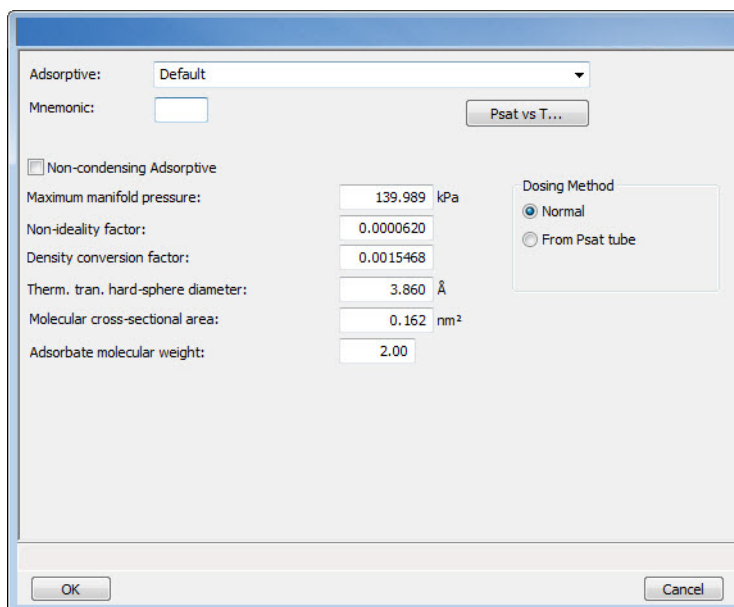 Adsorptive: Default
Mnemonic: Psat vs T...
Non-condensing Adsorptive
Maximum manifold pressure: 139.989 kPa
Non-ideality factor: 0.0000620
Density conversion factor: 0.0015468
Therm. tran. hard-sphere diameter: 3.860 Å
Molecular cross-sectional area: 0.162 nm²
Adsorbate molecular weight: 2.00
Dosing Method
Normal
From Psat tube
OK Cancel